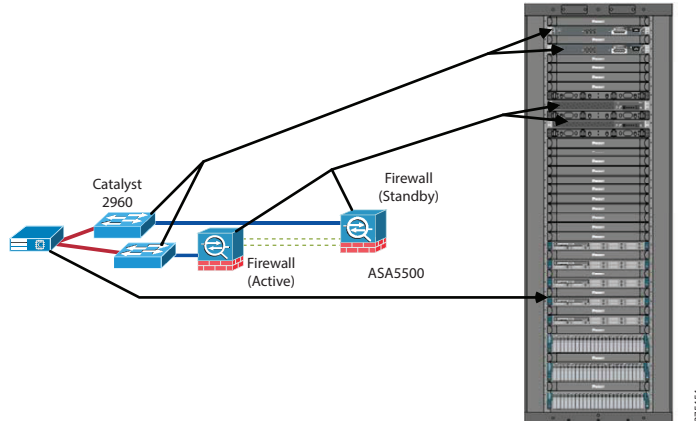 Catalyst
2960
Firewall
(Standby)
Firewall
(Active)
ASA5500